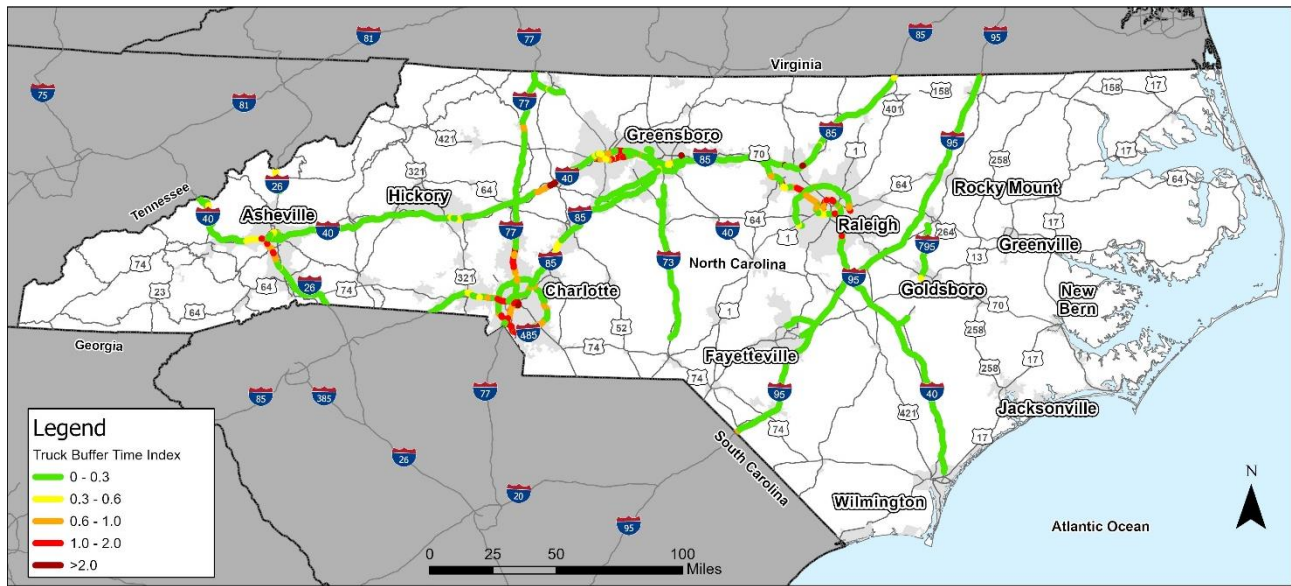 81
77
85
95
Virginia
75
81
77
401
158
158
17
421
Greensboro
85
1
17
26
321
40
85
70
95
258
17
Hickory
64
64
Rocky Mount
64
Tennessee
40
Asheville
40
85
64
40
Raleigh
264
17
77
1
795
Greenville
74
85
73
North Carolina
13
321
95
Goldsboro
64
26
74
Charlotte
70
New
Bern
23
64
485
52
1
258
Georgia
74
Fayetteville
17
74
258
85
385
77
95
40
Jacksonville
421
17
74
South Carolina
26
20
95
Wilmington
Atlantic Ocean
N
Legend
Truck Buffer Time Index
0 - 0.3
0.3 - 0.6
0.6 - 1.0
1.0 - 2.0
>2.0
0 25 50 100
Miles